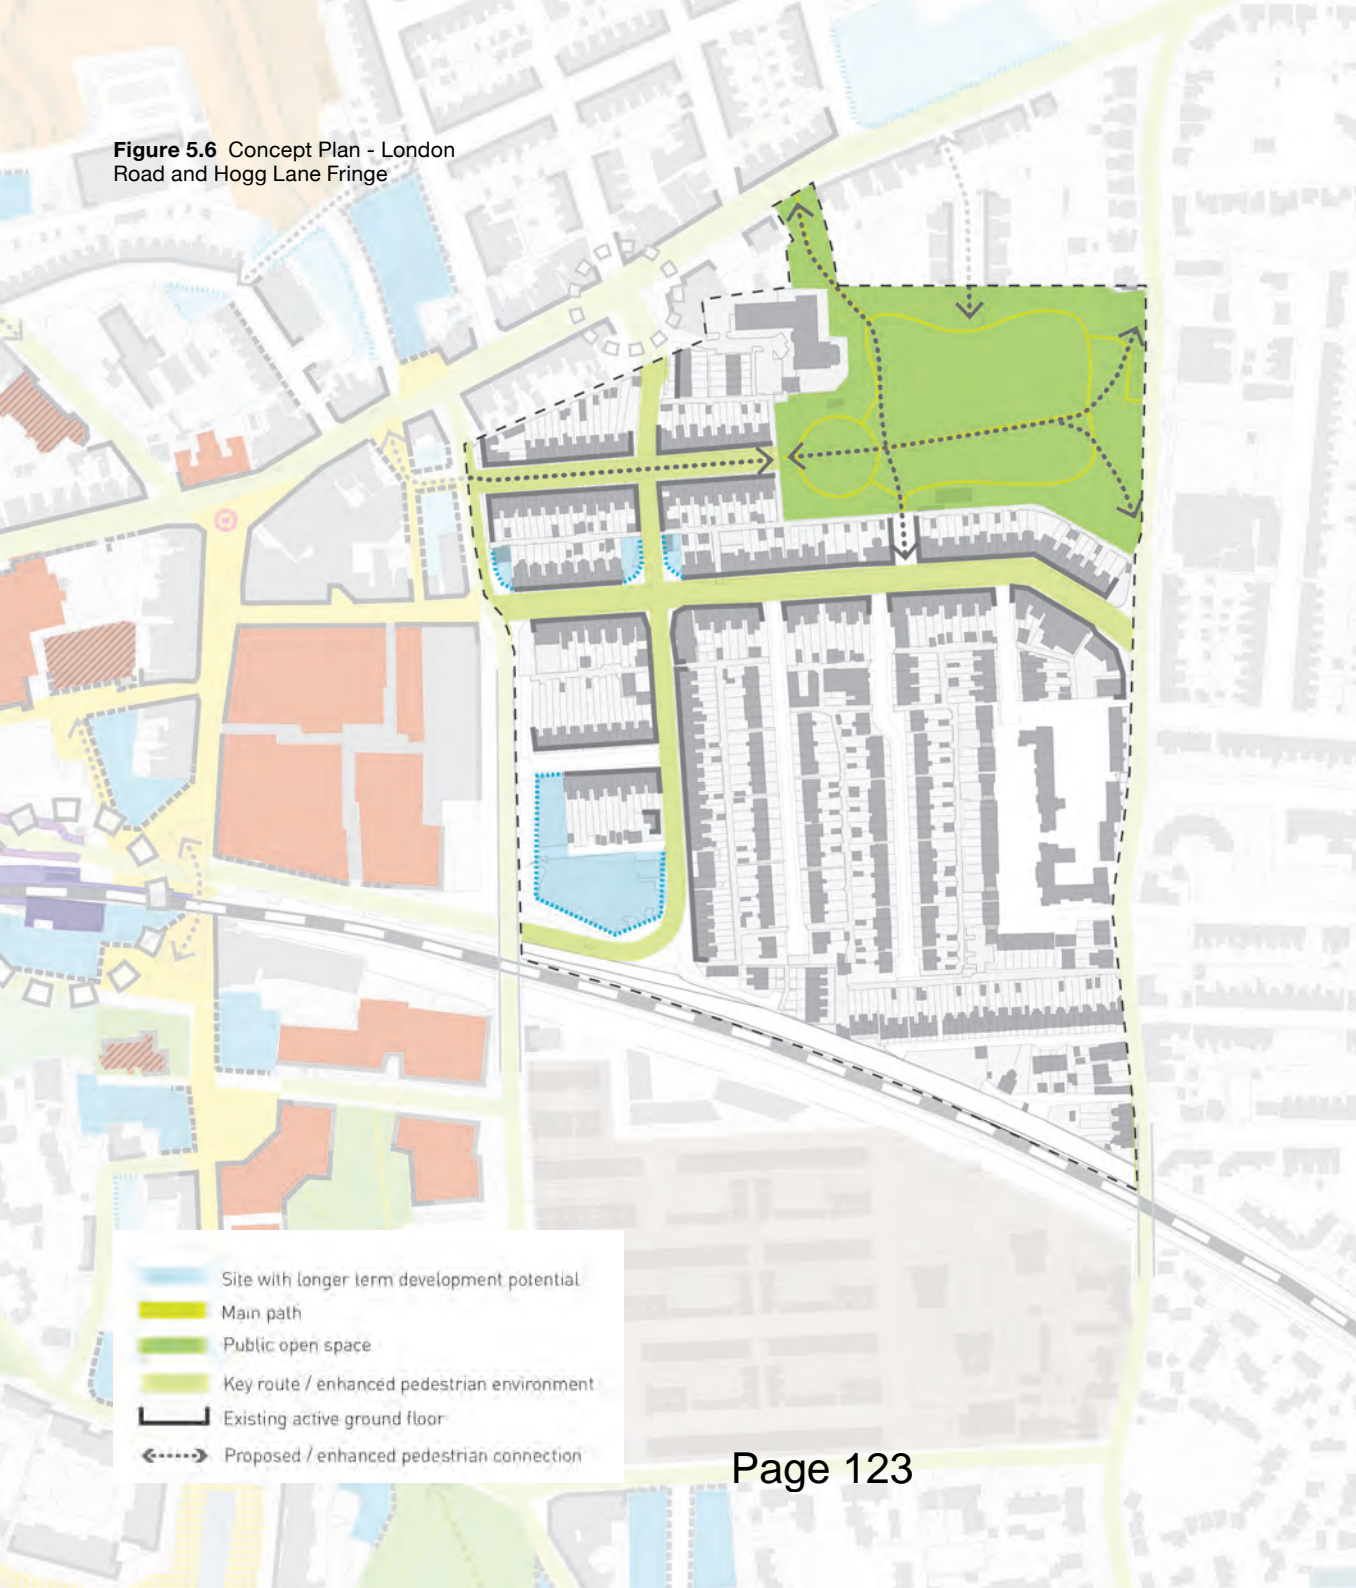 Figure 5.6 Concept Plan - London
Road and Hogg Lane Fringe
Site with longer term development potential
Main path
Public open space
Key route / enhanced pedestrian environment
Existing active ground floor
Proposed / enhanced pedestrian connection
Page 123